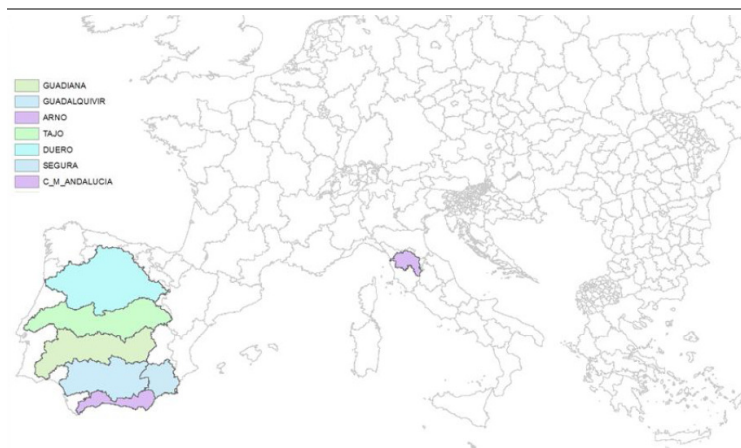 GUADIANA
GUADALQUIVIR
ARNO
TAJO
DUERO
SEGURA
C_M_ANDALUCIA